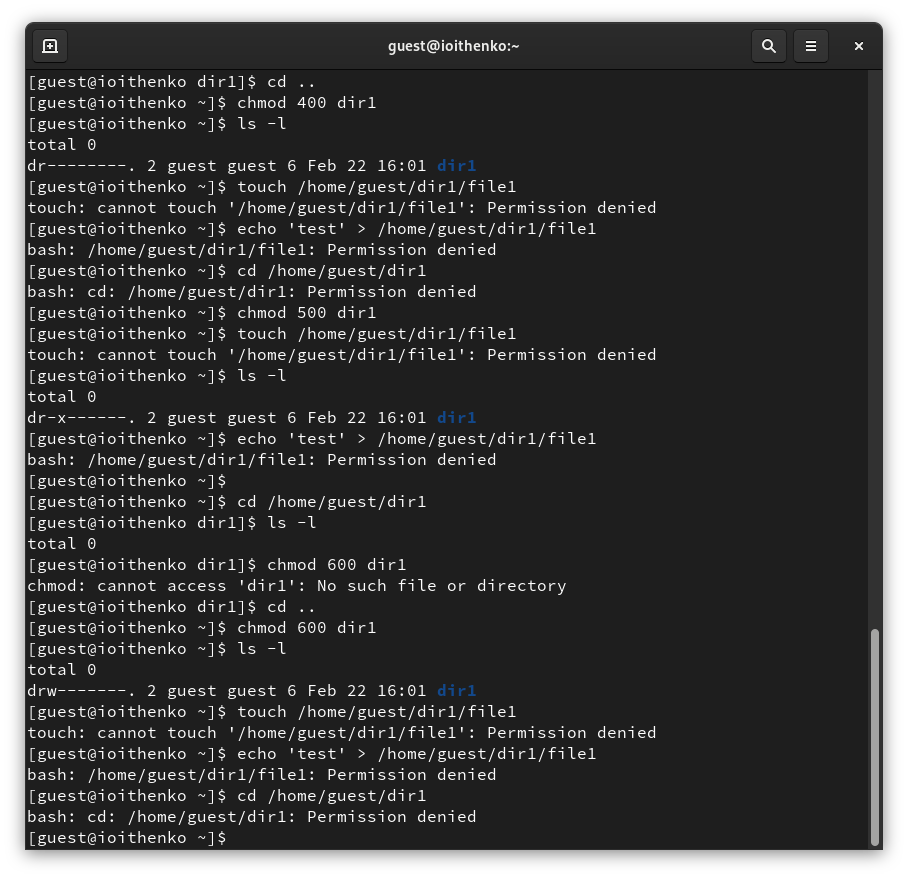 guest@ioithenko:~
[guest@ioithenko dir1]$ cd ..
[guest@ioithenko ~]$ chmod 400 dir1
[guest@ioithenko ~]$ ls -l
total 0
dr--------. 2 guest guest 6 Feb 22 16:01 dir1
[guest@ioithenko ~]$ touch /home/guest/dir1/file1
touch: cannot touch '/home/guest/dir1/file1': Permission denied
[guest@ioithenko ~]$ echo 'test' > /home/guest/dir1/file1
bash: /home/guest/dir1/file1: Permission denied
[guest@ioithenko ~]$ cd /home/guest/dir1
bash: cd: /home/guest/dir1: Permission denied
[guest@ioithenko ~]$ chmod 500 dir1
[guest@ioithenko ~]$ touch /home/guest/dir1/file1
touch: cannot touch '/home/guest/dir1/file1': Permission denied
[guest@ioithenko ~]$ ls -l
total 0
dr-x------. 2 guest guest 6 Feb 22 16:01 dir1
[guest@ioithenko ~]$ echo 'test' > /home/guest/dir1/file1
bash: /home/guest/dir1/file1: Permission denied
[guest@ioithenko ~]$
[guest@ioithenko ~]$ cd /home/guest/dir1
[guest@ioithenko dir1]$ ls -l
total 0
[guest@ioithenko dir1]$ chmod 600 dir1
chmod: cannot access 'dir1': No such file or directory
[guest@ioithenko dir1]$ cd ..
[guest@ioithenko ~]$ chmod 600 dir1
[guest@ioithenko ~]$ ls -l
total 0
drw-------. 2 guest guest 6 Feb 22 16:01 dir1
[guest@ioithenko ~]$ touch /home/guest/dir1/file1
touch: cannot touch '/home/guest/dir1/file1': Permission denied
[guest@ioithenko ~]$ echo 'test' > /home/guest/dir1/file1
bash: /home/guest/dir1/file1: Permission denied
[guest@ioithenko ~]$ cd /home/guest/dir1
bash: cd: /home/guest/dir1: Permission denied
[guest@ioithenko ~]$